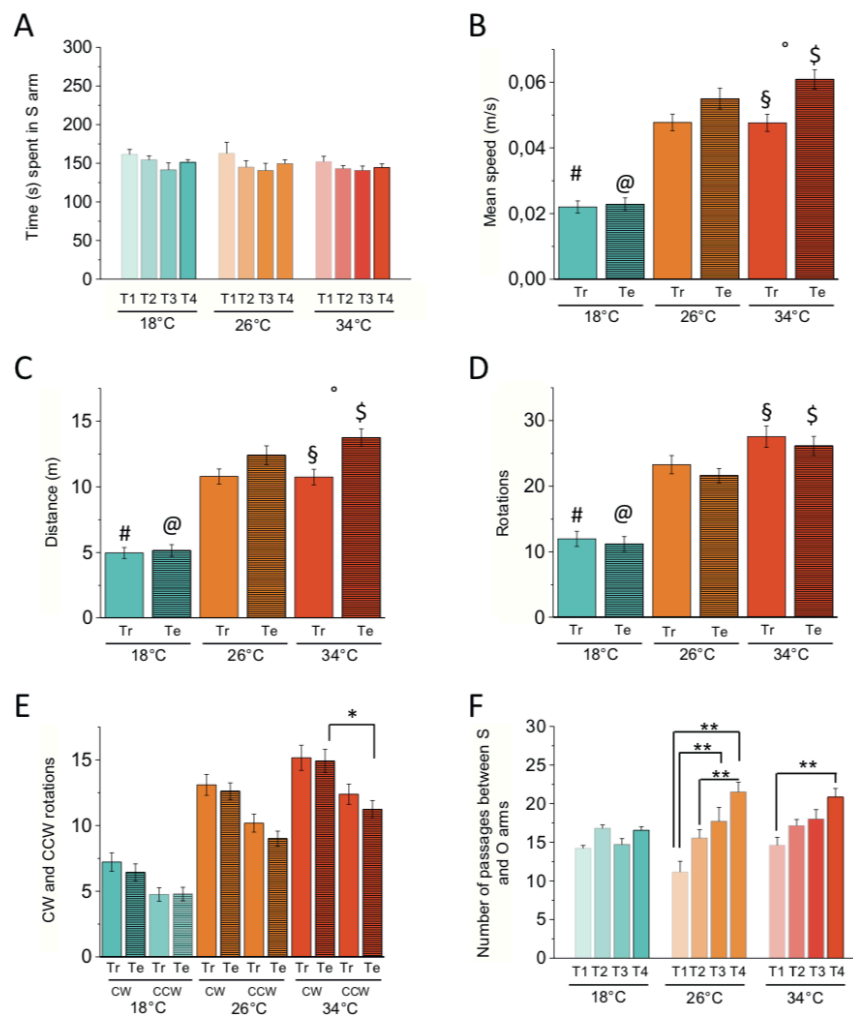 A
Time (s) spent in S arm
300
250
200
150
100
50
0
T1 T2 T3 T4 T1 T2 T3 T4 T1 T2 T3 T4
18°C 26°C 34°C
B
Mean speed (m/s)
0,06
0,04
0,02
0,00
# @ § ° $
Tr Te Tr Te Tr Te
18°C 26°C 34°C
C
Distance (m)
15
10
5
0
# @ § ° $
Tr Te Tr Te Tr Te
18°C 26°C 34°C
D
Rotations
30
20
10
0
# @ § $
Tr Te Tr Te Tr Te
18°C 26°C 34°C
E
CW and CCW rotations
15
10
5
0
*
Tr Te Tr Te Tr Te Tr Te Tr Te Tr Te
CW CCW CW CCW CW CCW
18°C 26°C 34°C
F
Number of passages between S
and O arms
30
25
20
15
10
5
0
**
**
**
**
T1 T2 T3 T4 T1 T2 T3 T4 T1 T2 T3 T4
18°C 26°C 34°C